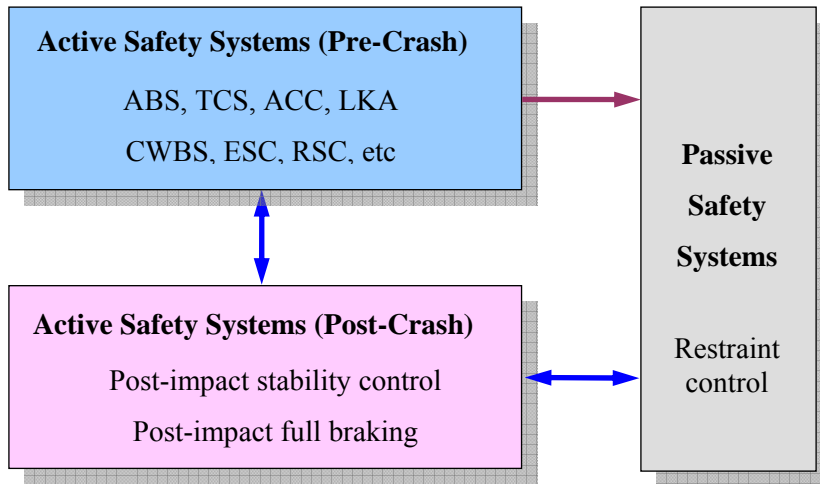 Active Safety Systems (Pre-Crash)
ABS, TCS, ACC, LKA
CWBS, ESC, RSC, etc
Active Safety Systems (Post-Crash)
Post-impact stability control
Post-impact full braking
Passive
Safety
Systems
Restraint
control